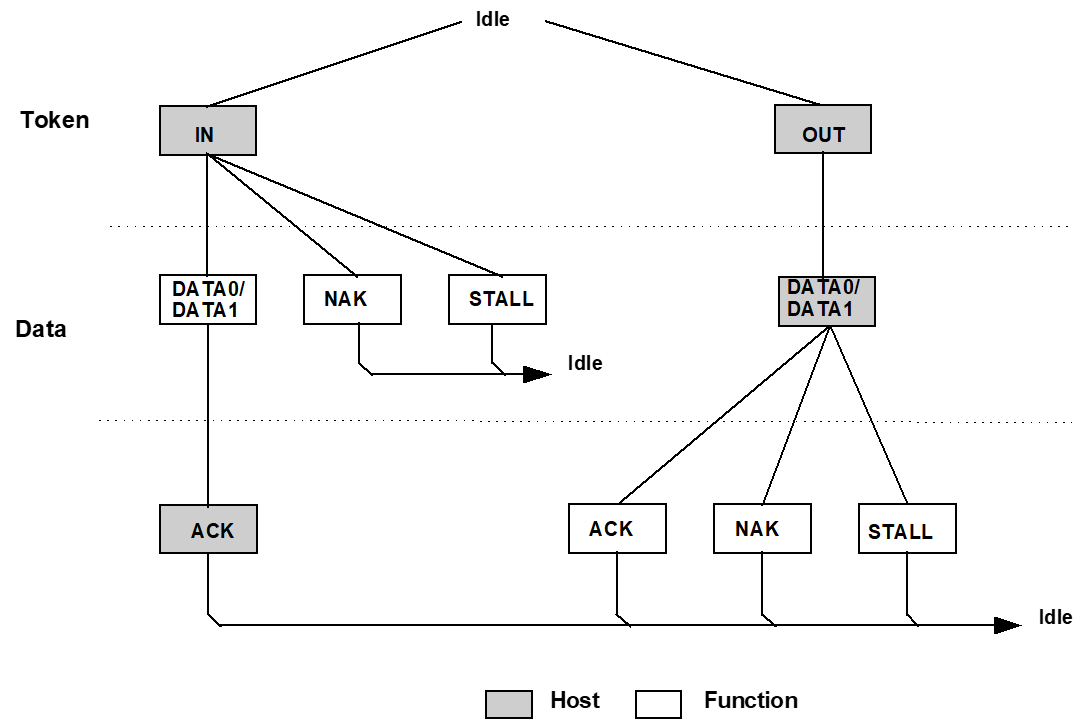 Idle
Token
IN
OUT
DATA0/
DATA1
NAK
STALL
DATA0/
DATA1
Data
Idle
ACK
ACK
NAK
STALL
Idle
Host
Function